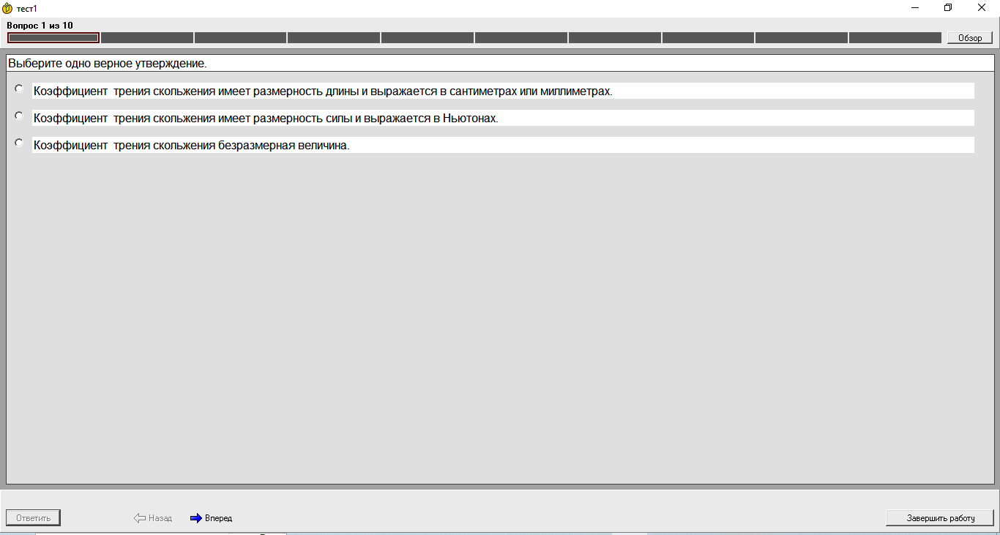 тест1
Вопрос 1 из 10
Обзор
Выберите одно верное утверждение.
Коэффициент  трения скольжения имеет размерность длины и выражается в сантиметрах или миллиметрах.
Коэффициент  трения скольжения имеет размерность силы и выражается в Ньютонах.
Коэффициент  трения скольжения безразмерная величина.
Ответить
Назад
Вперед
Завершить работу